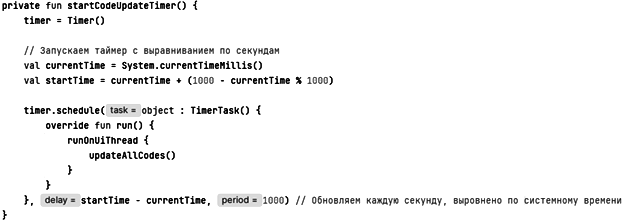 private fun startCodeUpdateTimer() {
timer = Timer()
// Запускаем таймер с выравниванием по секундам
val currentTime = System.currentTimeMillis()
val startTime = currentTime + (1000 - currentTime % 1000)
timer.schedule( task = object : TimerTask() {
override fun run() {
runOnUiThread {
updateAllCodes()
}
}
}, delay = startTime - currentTime, period = 1000) // Обновляем каждую секунду, выровнено по системному времени
}